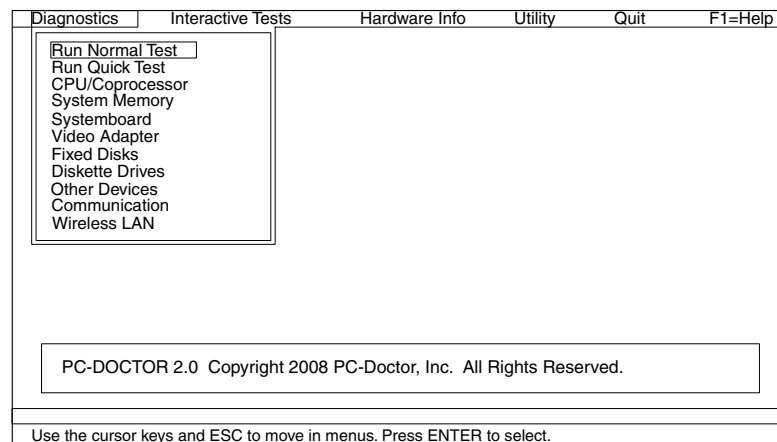 Diagnostics Interactive Tests Hardware Info Utility Quit F1=Help
Run Normal Test
Run Quick Test
CPU/Coprocessor
System Memory
Systemboard
Video Adapter
Fixed Disks
Diskette Drives
Other Devices
Communication
Wireless LAN
PC-DOCTOR 2.0 Copyright 2008 PC-Doctor, Inc. All Rights Reserved.
Use the cursor keys and ESC to move in menus. Press ENTER to select.